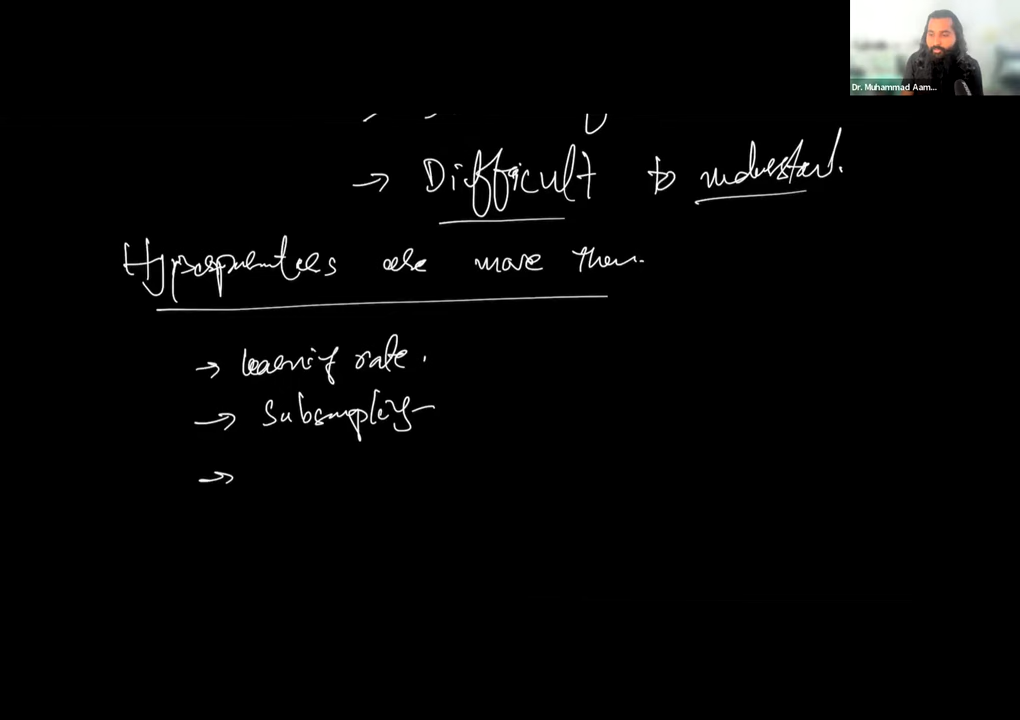 Dr. Muhammad Aam...
→ Difficult to understand.
Hyperparameters are more then.
→ learning rate.
→ Subsampling
→